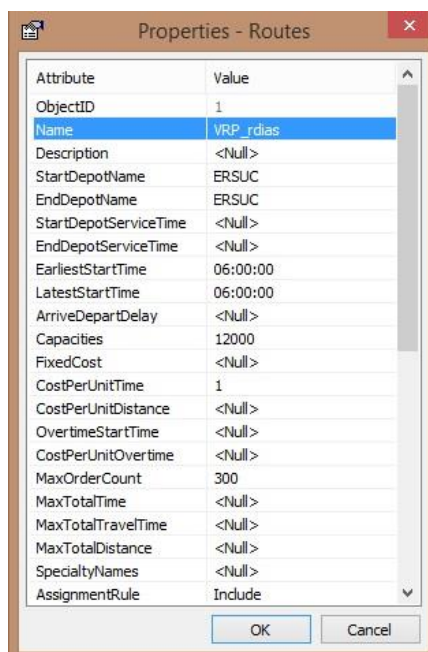 Properties - Routes
Attribute Value
ObjectID 1
Name VRP_rdias
Description <Null>
StartDepotName ERSUC
EndDepotName ERSUC
StartDepotServiceTime <Null>
EndDepotServiceTime <Null>
EarliestStartTime 06:00:00
LatestStartTime 06:00:00
ArriveDepartDelay <Null>
Capacities 12000
FixedCost <Null>
CostPerUnitTime 1
CostPerUnitDistance <Null>
OvertimeStartTime <Null>
CostPerUnitOvertime <Null>
MaxOrderCount 300
MaxTotalTime <Null>
MaxTotalTravelTime <Null>
MaxTotalDistance <Null>
SpecialtyNames <Null>
AssignmentRule Include
OK Cancel